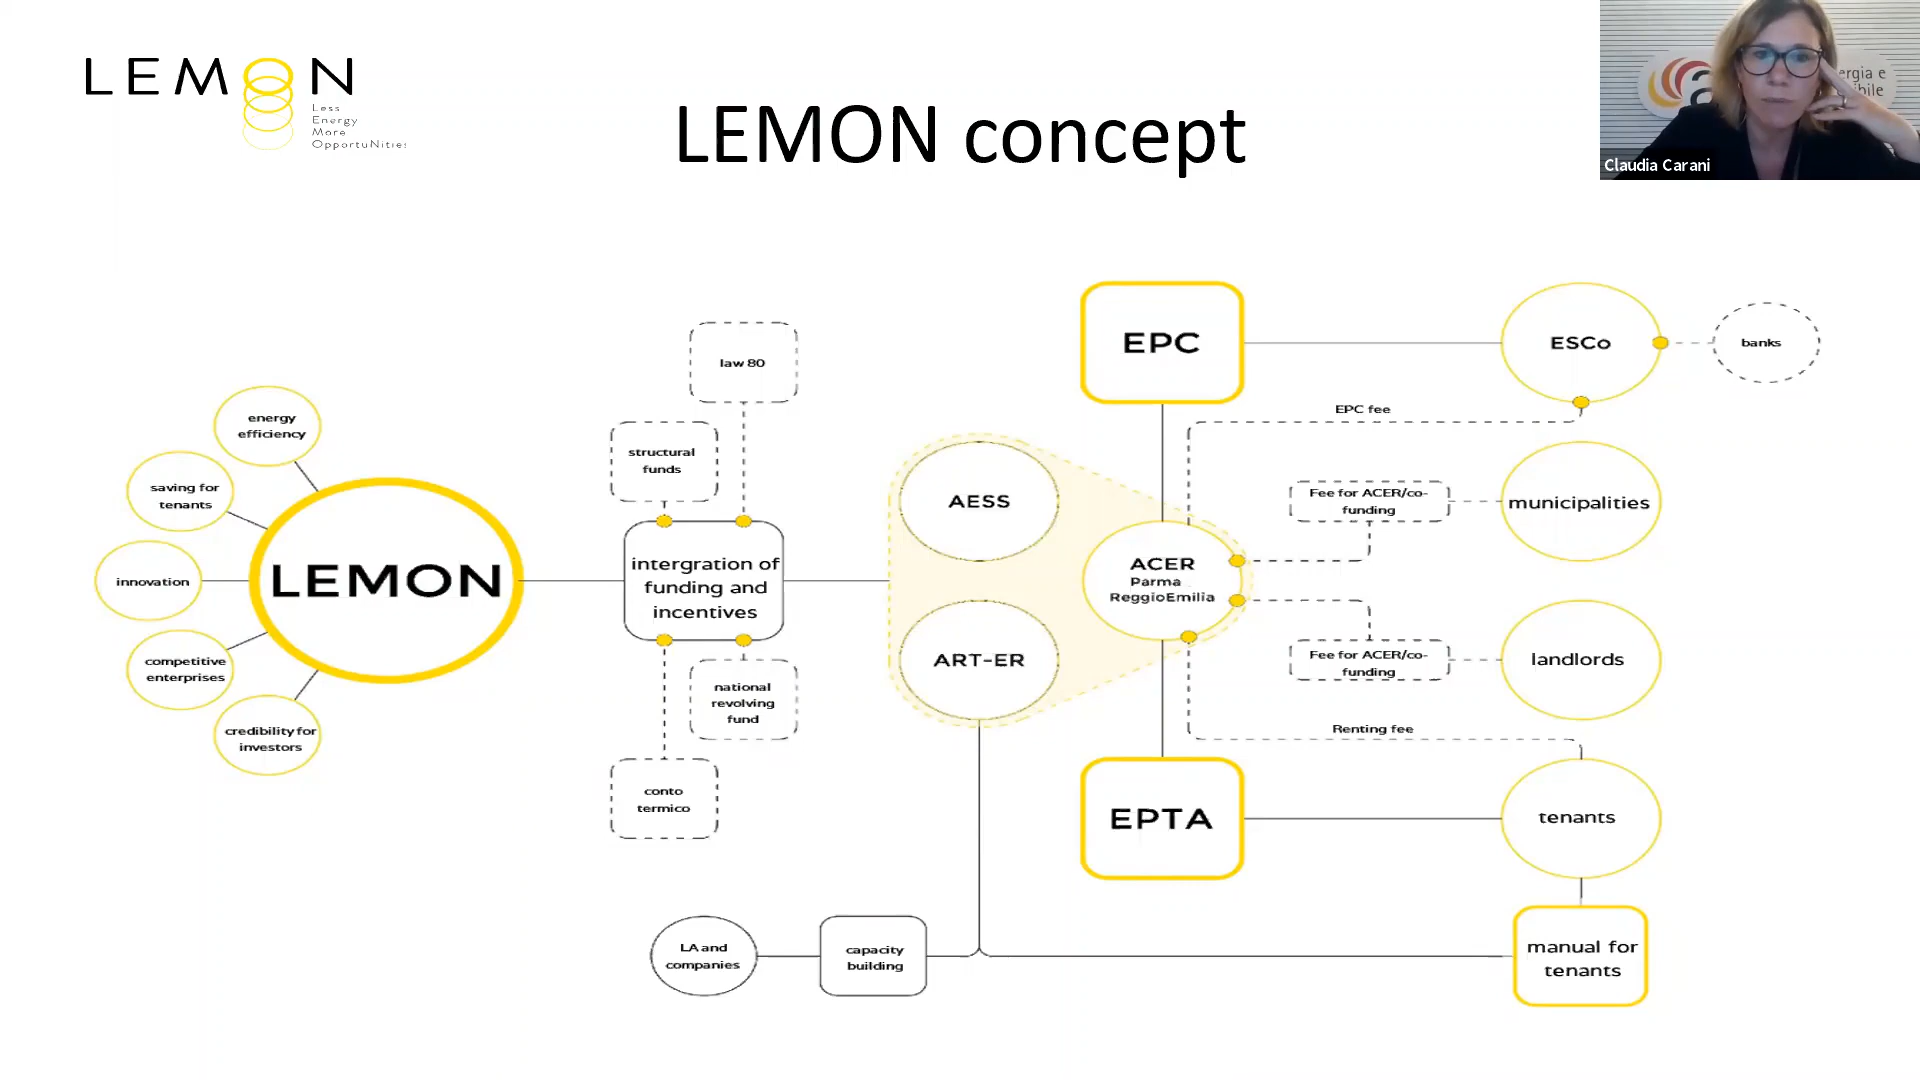 LEMON
Less
Energy
More
OpportuNities
LEMON concept
ergia e
ibile
Claudia Carani
energy
efficiency
saving for
tenants
innovation
competitive
enterprises
credibility for
investors
LEMON
law 80
structural
funds
intergration of
funding and
incentives
national
revolving
fund
conto
termico
AESS
ART-ER
ACER
Parma
ReggioEmilia
EPC
ESCo
banks
EPC fee
Fee for ACER/co-
funding
municipalities
Fee for ACER/co-
funding
landlords
Renting fee
EPTA
tenants
LA and
companies
capacity
building
manual for
tenants